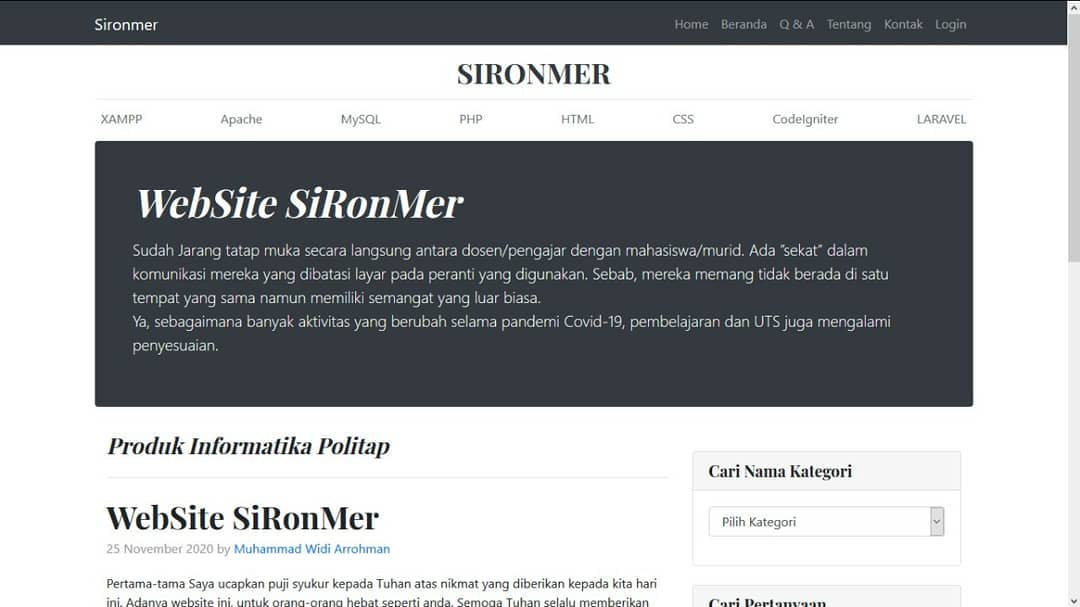 Sironmer
Home Beranda Q & A Tentang Kontak Login
SIRONMER
XAMPP Apache MySQL PHP HTML CSS CodeIgniter LARAVEL
WebSite SiRonMer
Sudah Jarang tatap muka secara langsung antara dosen/pengajar dengan mahasiswa/murid. Ada “sekat” dalam
komunikasi mereka yang dibatasi layar pada peranti yang digunakan. Sebab, mereka memang tidak berada di satu
tempat yang sama namun memiliki semangat yang luar biasa.
Ya, sebagaimana banyak aktivitas yang berubah selama pandemi Covid-19, pembelajaran dan UTS juga mengalami
penyesuaian.
Produk Informatika Politap
WebSite SiRonMer
25 November 2020 by Muhammad Widi Arrohman
Pertama-tama Saya ucapkan puji syukur kepada Tuhan atas nikmat yang diberikan kepada kita hari
ini. Adanya website ini, untuk orang-orang hebat seperti anda. Semoga Tuhan selalu memberikan
Cari Nama Kategori
Pilih Kategori
Cari Pertanyaan